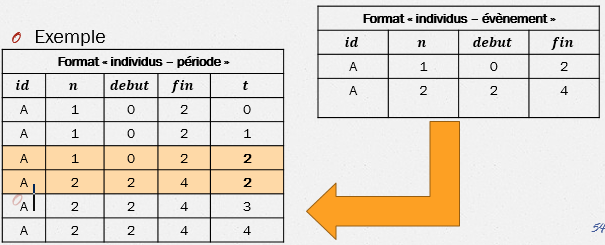 o Exemple
Format « individus – période »
id n debut fin t
A 1 0 2 0
A 1 0 2 1
A 1 0 2 2
A 2 2 4 2
A 2 2 4 3
A 2 2 4 4
Format « individus – évènement »
id n debut fin
A 1 0 2
A 2 2 4
54